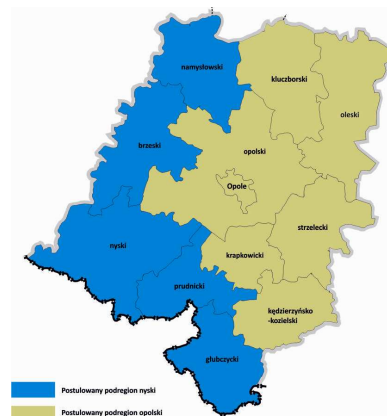 namysłowski
kluczborski
oleski
brzeski
opolski
Opole
strzelecki
nyski
krapkowicki
prudnicki
kędzierzyńsko
-kozielski
głubczycki
Postulowany podregion nyski
Postulowany podregion opolski